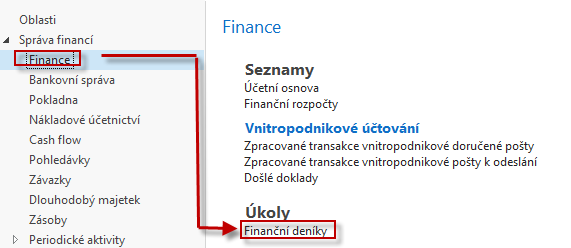 Oblasti
Správa financí
Finance
Bankovní správa
Pokladna
Nákladové účetnictví
Cash flow
Pohledávky
Závazky
Dlouhodobý majetek
Zásoby
Periodické aktivity
Finance
Seznamy
Účetní osnova
Finanční rozpočty
Vnitropodnikové účtování
Zpracované transakce vnitropodnikové doručené pošty
Zpracované transakce vnitropodnikové pošty k odeslání
Došlé doklady
Úkoly
Finanční deníky